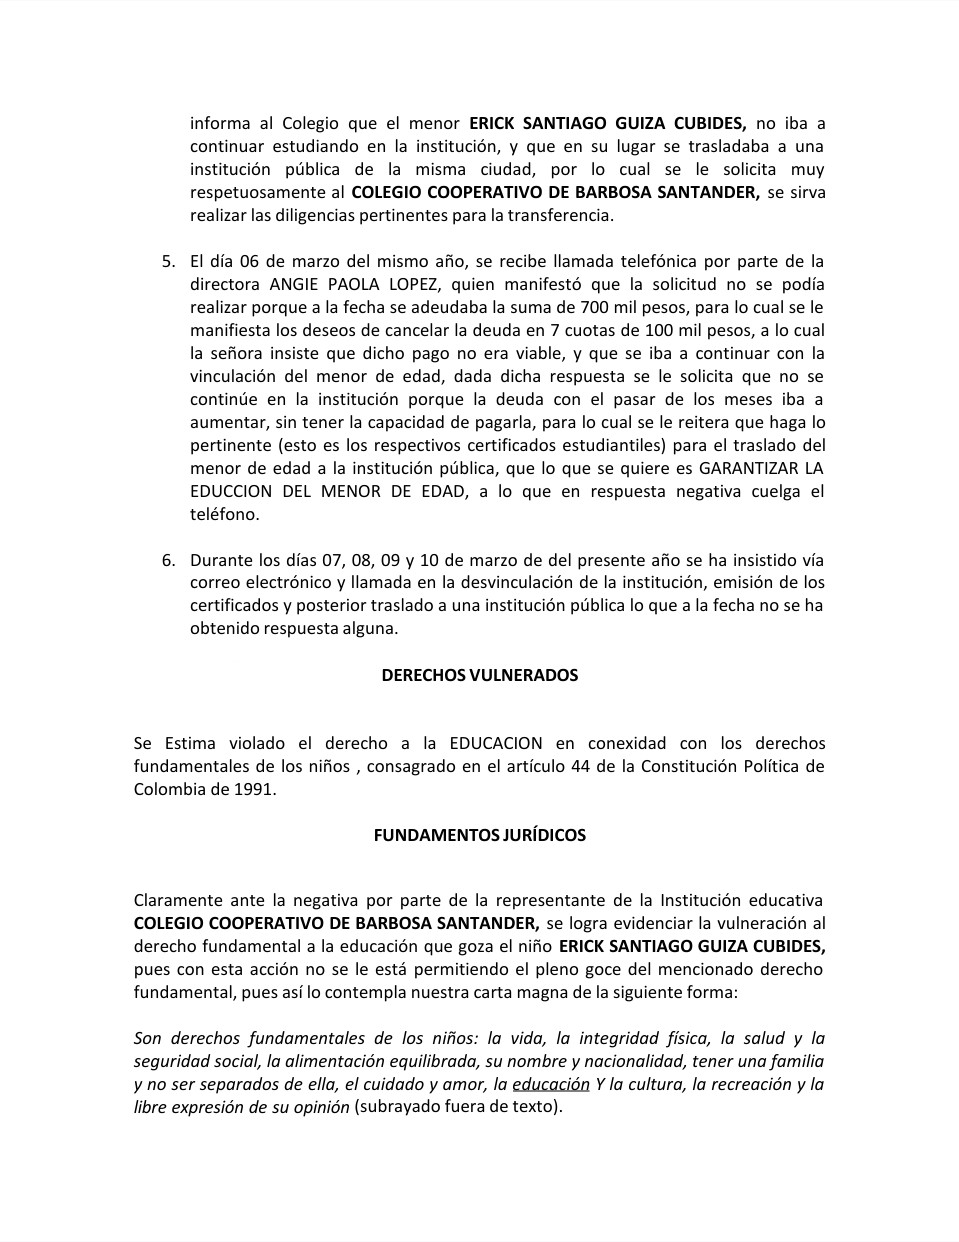 informa al Colegio que el menor ERICK SANTIAGO GUIZA CUBIDES, no iba a
continuar estudiando en la institución, y que en su lugar se trasladaba a una
institución pública de la misma ciudad, por lo cual se le solicita muy
respetuosamente al COLEGIO COOPERATIVO DE BARBOSA SANTANDER, se sirva
realizar las diligencias pertinentes para la transferencia.
5. El día 06 de marzo del mismo año, se recibe llamada telefónica por parte de la
directora ANGIE PAOLA LOPEZ, quien manifestó que la solicitud no se podía
realizar porque a la fecha se adeudaba la suma de 700 mil pesos, para lo cual se le
manifiesta los deseos de cancelar la deuda en 7 cuotas de 100 mil pesos, a lo cual
la señora insiste que dicho pago no era viable, y que se iba a continuar con la
vinculación del menor de edad, dada dicha respuesta se le solicita que no se
continúe en la institución porque la deuda con el pasar de los meses iba a
aumentar, sin tener la capacidad de pagarla, para lo cual se le reitera que haga lo
pertinente (esto es los respectivos certificados estudiantiles) para el traslado del
menor de edad a la institución pública, que lo que se quiere es GARANTIZAR LA
EDUCCION DEL MENOR DE EDAD, a lo que en respuesta negativa cuelga el
teléfono.
6. Durante los días 07, 08, 09 y 10 de marzo de del presente año se ha insistido vía
correo electrónico y llamada en la desvinculación de la institución, emisión de los
certificados y posterior traslado a una institución pública lo que a la fecha no se ha
obtenido respuesta alguna.
DERECHOS VULNERADOS
Se Estima violado el derecho a la EDUCACION en conexidad con los derechos
fundamentales de los niños , consagrado en el artículo 44 de la Constitución Política de
Colombia de 1991.
FUNDAMENTOS JURÍDICOS
Claramente ante la negativa por parte de la representante de la Institución educativa
COLEGIO COOPERATIVO DE BARBOSA SANTANDER, se logra evidenciar la vulneración al
derecho fundamental a la educación que goza el niño ERICK SANTIAGO GUIZA CUBIDES,
pues con esta acción no se le está permitiendo el pleno goce del mencionado derecho
fundamental, pues así lo contempla nuestra carta magna de la siguiente forma:
Son derechos fundamentales de los niños: la vida, la integridad física, la salud y la
seguridad social, la alimentación equilibrada, su nombre y nacionalidad, tener una familia
y no ser separados de ella, el cuidado y amor, la educación Y la cultura, la recreación y la
libre expresión de su opinión (subrayado fuera de texto).